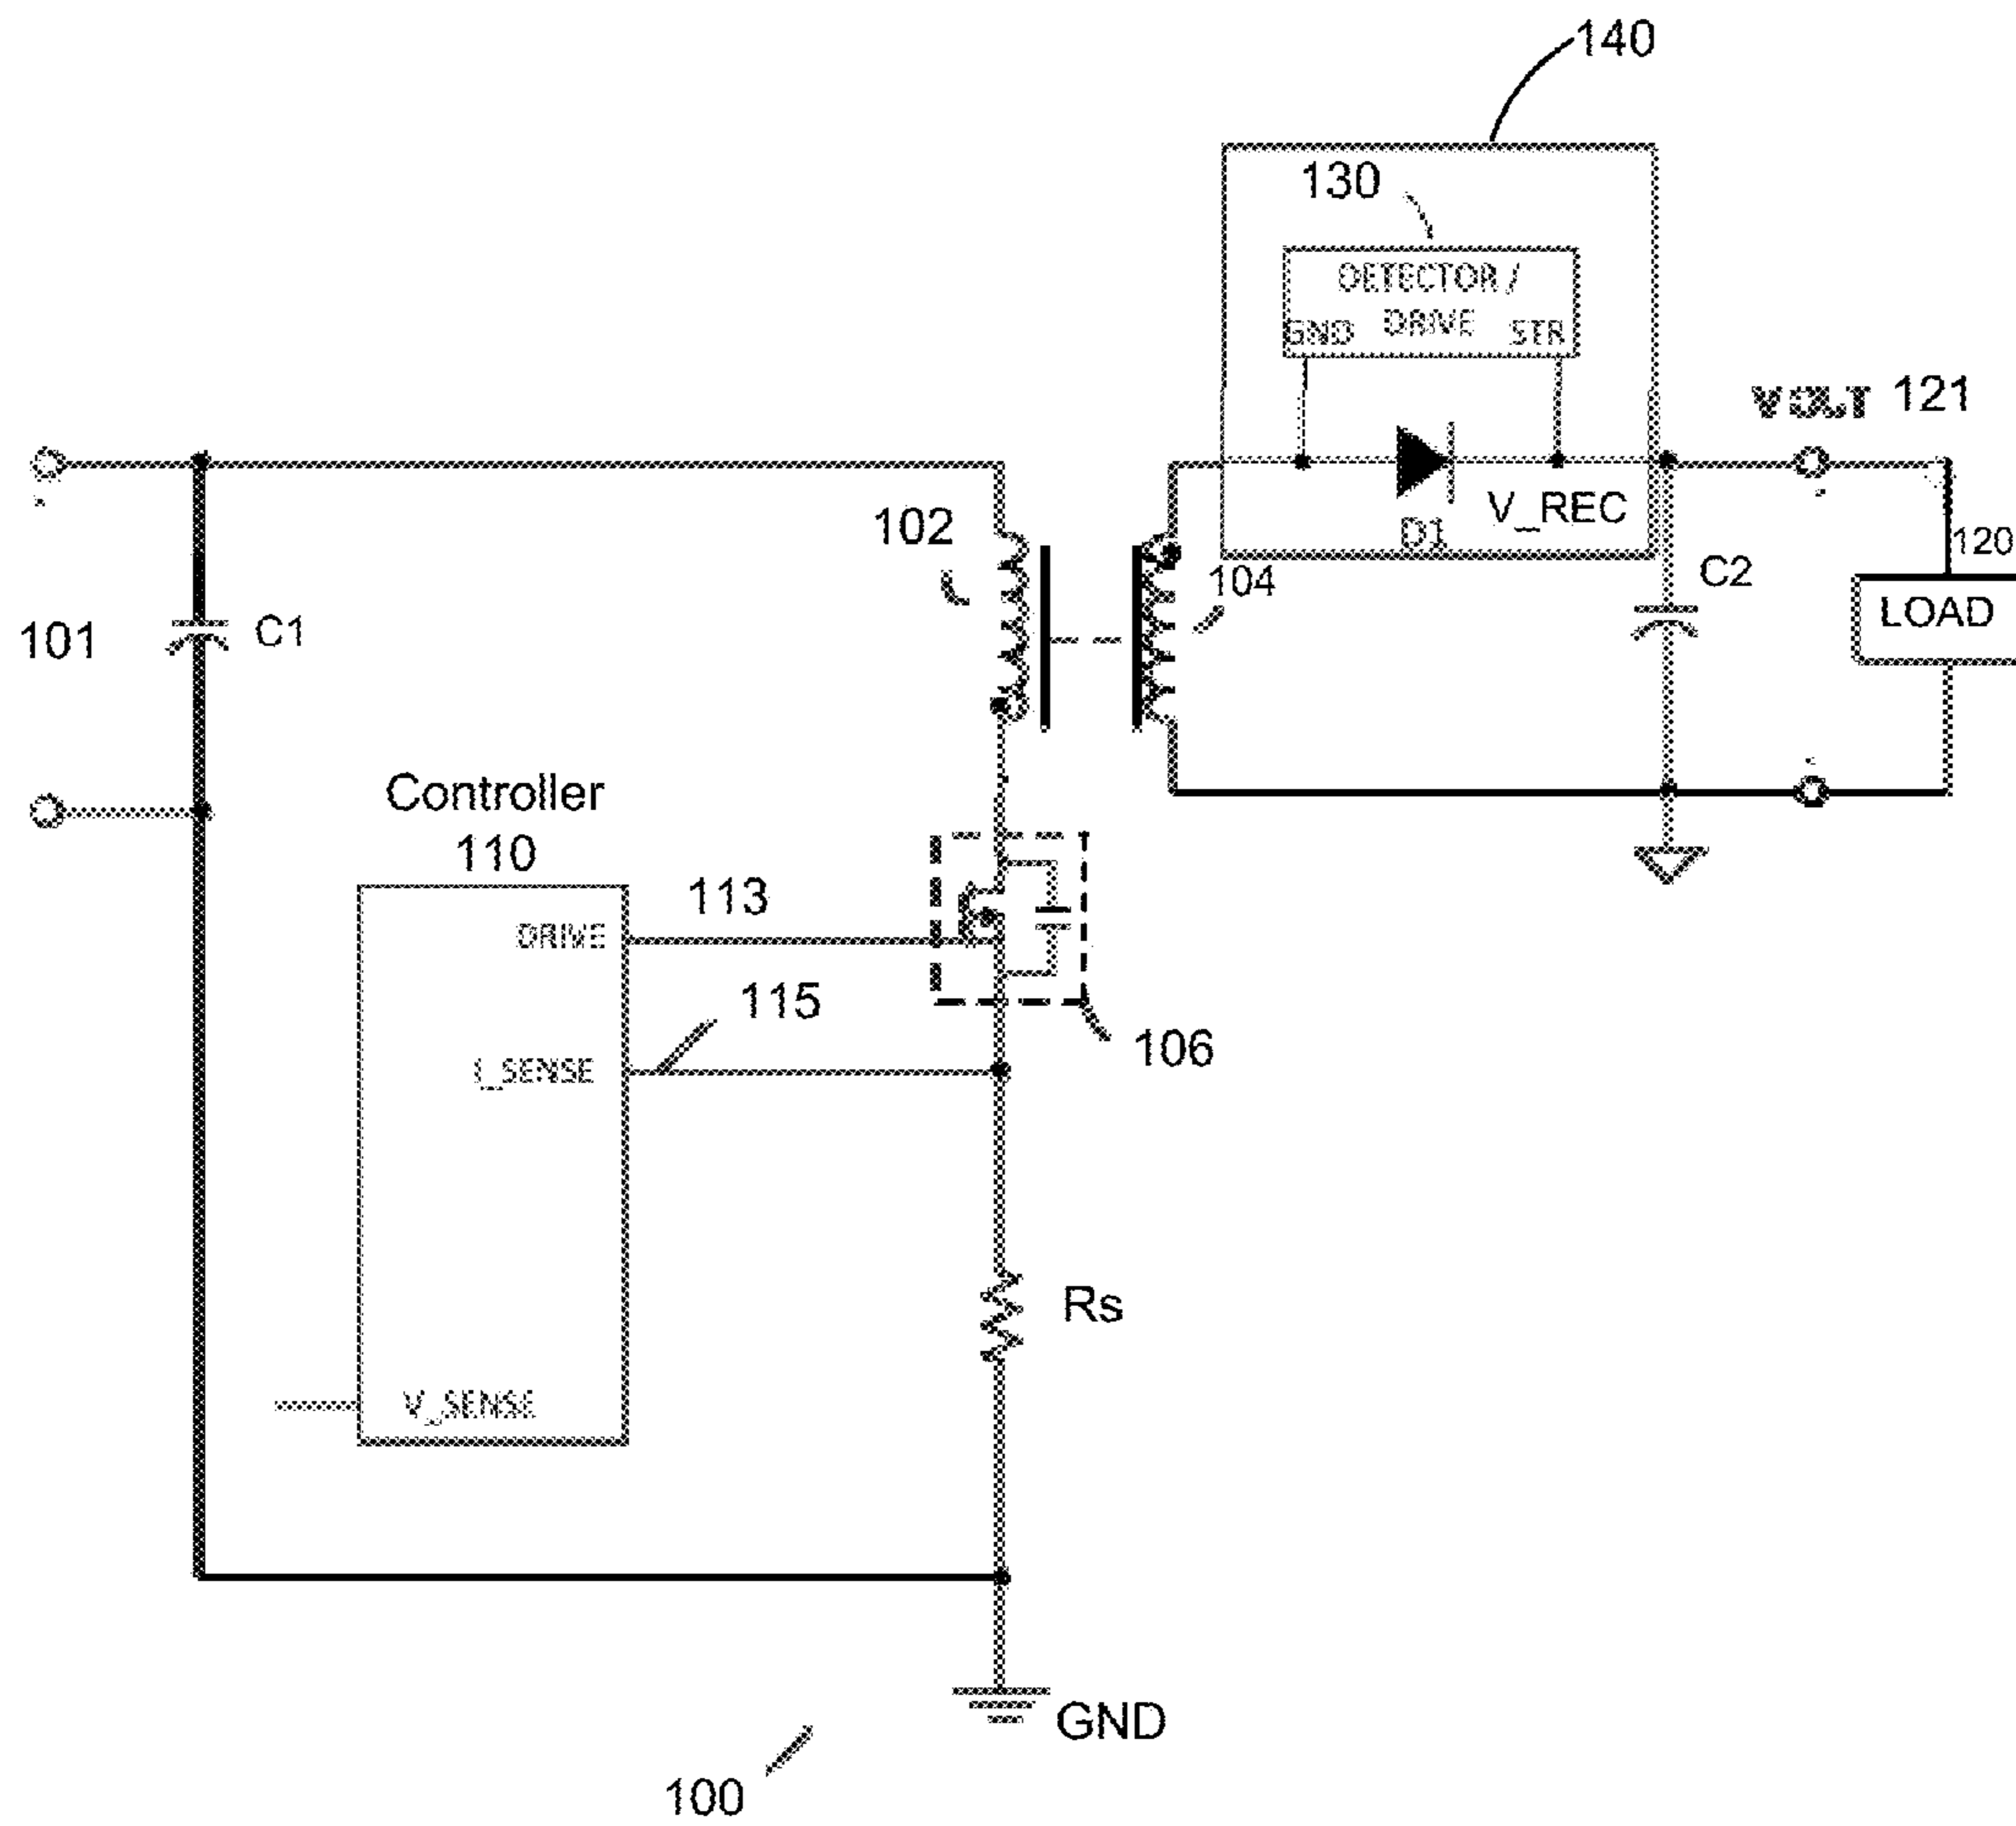 140
130
DETECTOR /
DRIVE
GND
STR
VOUT 121
V_REC
D1
102
104
120
C2
LOAD
101
C1
Controller
110
113
DRIVE
115
106
I_SENSE
Rs
V_SENSE
GND
100